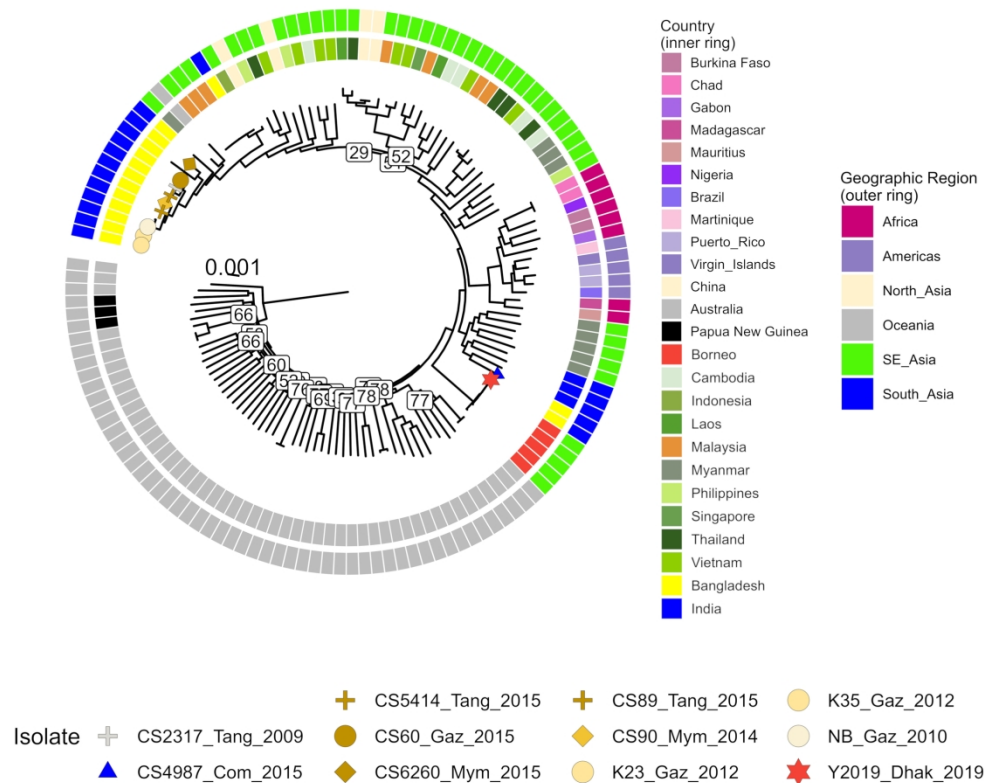 Country
(inner ring)
Burkina Faso
Chad
Gabon
Madagascar
Mauritius
Nigeria
Brazil
Martinique
Puerto_Rico
Virgin_Islands
China
Australia
Papua New Guinea
Borneo
Cambodia
Indonesia
Laos
Malaysia
Myanmar
Philippines
Singapore
Thailand
Vietnam
Bangladesh
India
Geographic Region
(outer ring)
Africa
Americas
North_Asia
Oceania
SE_Asia
South_Asia
29
52
0.001
66
66
60
76
69
78
77
Isolate
CS2317_Tang_2009
CS4987_Com_2015
CS5414_Tang_2015
CS60_Gaz_2015
CS6260_Mym_2015
CS89_Tang_2015
CS90_Mym_2014
K23_Gaz_2012
K35_Gaz_2012
NB_Gaz_2010
Y2019_Dhak_2019